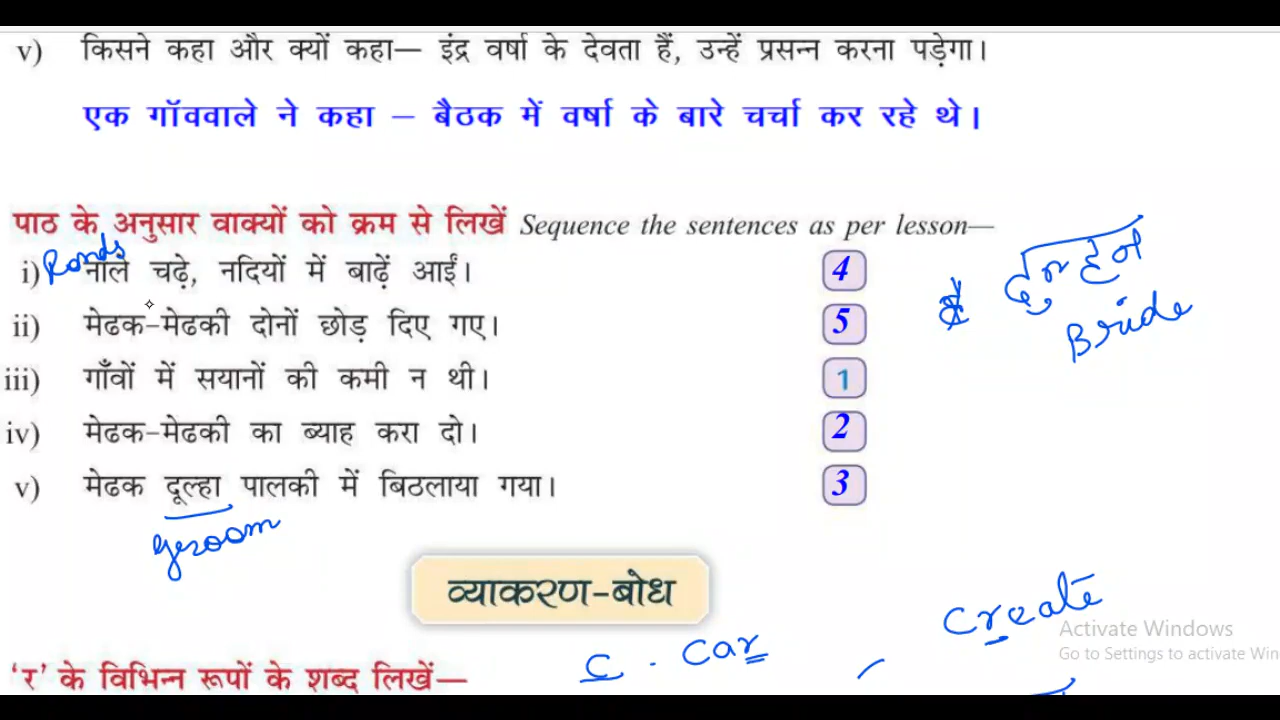 v) किसने कहा और क्यों कहा— इंद्र वर्षा के देवता हैं, उन्हें प्रसन्न करना पड़ेगा।
एक गॉववाले ने कहा – बैठक में वर्षा के बारे चर्चा कर रहे थे।
पाठ के अनुसार वाक्यों को क्रम से लिखें Sequence the sentences as per lesson—
i) नाले चढ़े, नदियों में बाढ़ें आईं। 4
दुल्हन
Bride
ii) मेढक-मेढकी दोनों छोड़ दिए गए। 5
iii) गाँवों में सयानों की कमी न थी। 1
iv) मेढक-मेढकी का ब्याह करा दो। 2
v) मेढक दूल्हा पालकी में बिठलाया गया। 3
groom
व्याकरण-बोध
create
Activate Windows
Go to Settings to activate Win
c . car
‘र’ के विभिन्न रूपों के शब्द लिखें—